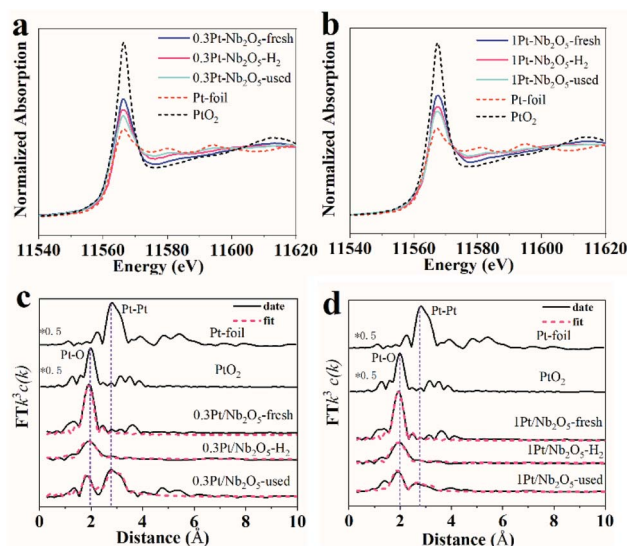 a
Normalized Absorption
0.3Pt-Nb₂O₅-fresh
0.3Pt-Nb₂O₅-H₂
0.3Pt-Nb₂O₅-used
Pt-foil
PtO₂
11540 11560 11580 11600 11620
Energy (eV)
b
Normalized Absorption
1Pt-Nb₂O₅-fresh
1Pt-Nb₂O₅-H₂
1Pt-Nb₂O₅-used
Pt-foil
PtO₂
11540 11560 11580 11600 11620
Energy (eV)
c
FTk³ c(k)
date
fit
Pt-Pt
*0.5
Pt-foil
Pt-O
*0.5
PtO₂
0.3Pt/Nb₂O₅-fresh
0.3Pt/Nb₂O₅-H₂
0.3Pt/Nb₂O₅-used
0 2 4 6 8 10
Distance (Å)
d
FTk³ c(k)
date
fit
Pt-Pt
*0.5
Pt-foil
Pt-O
*0.5
PtO₂
1Pt/Nb₂O₅-fresh
1Pt/Nb₂O₅-H₂
1Pt/Nb₂O₅-used
0 2 4 6 8 10
Distance (Å)